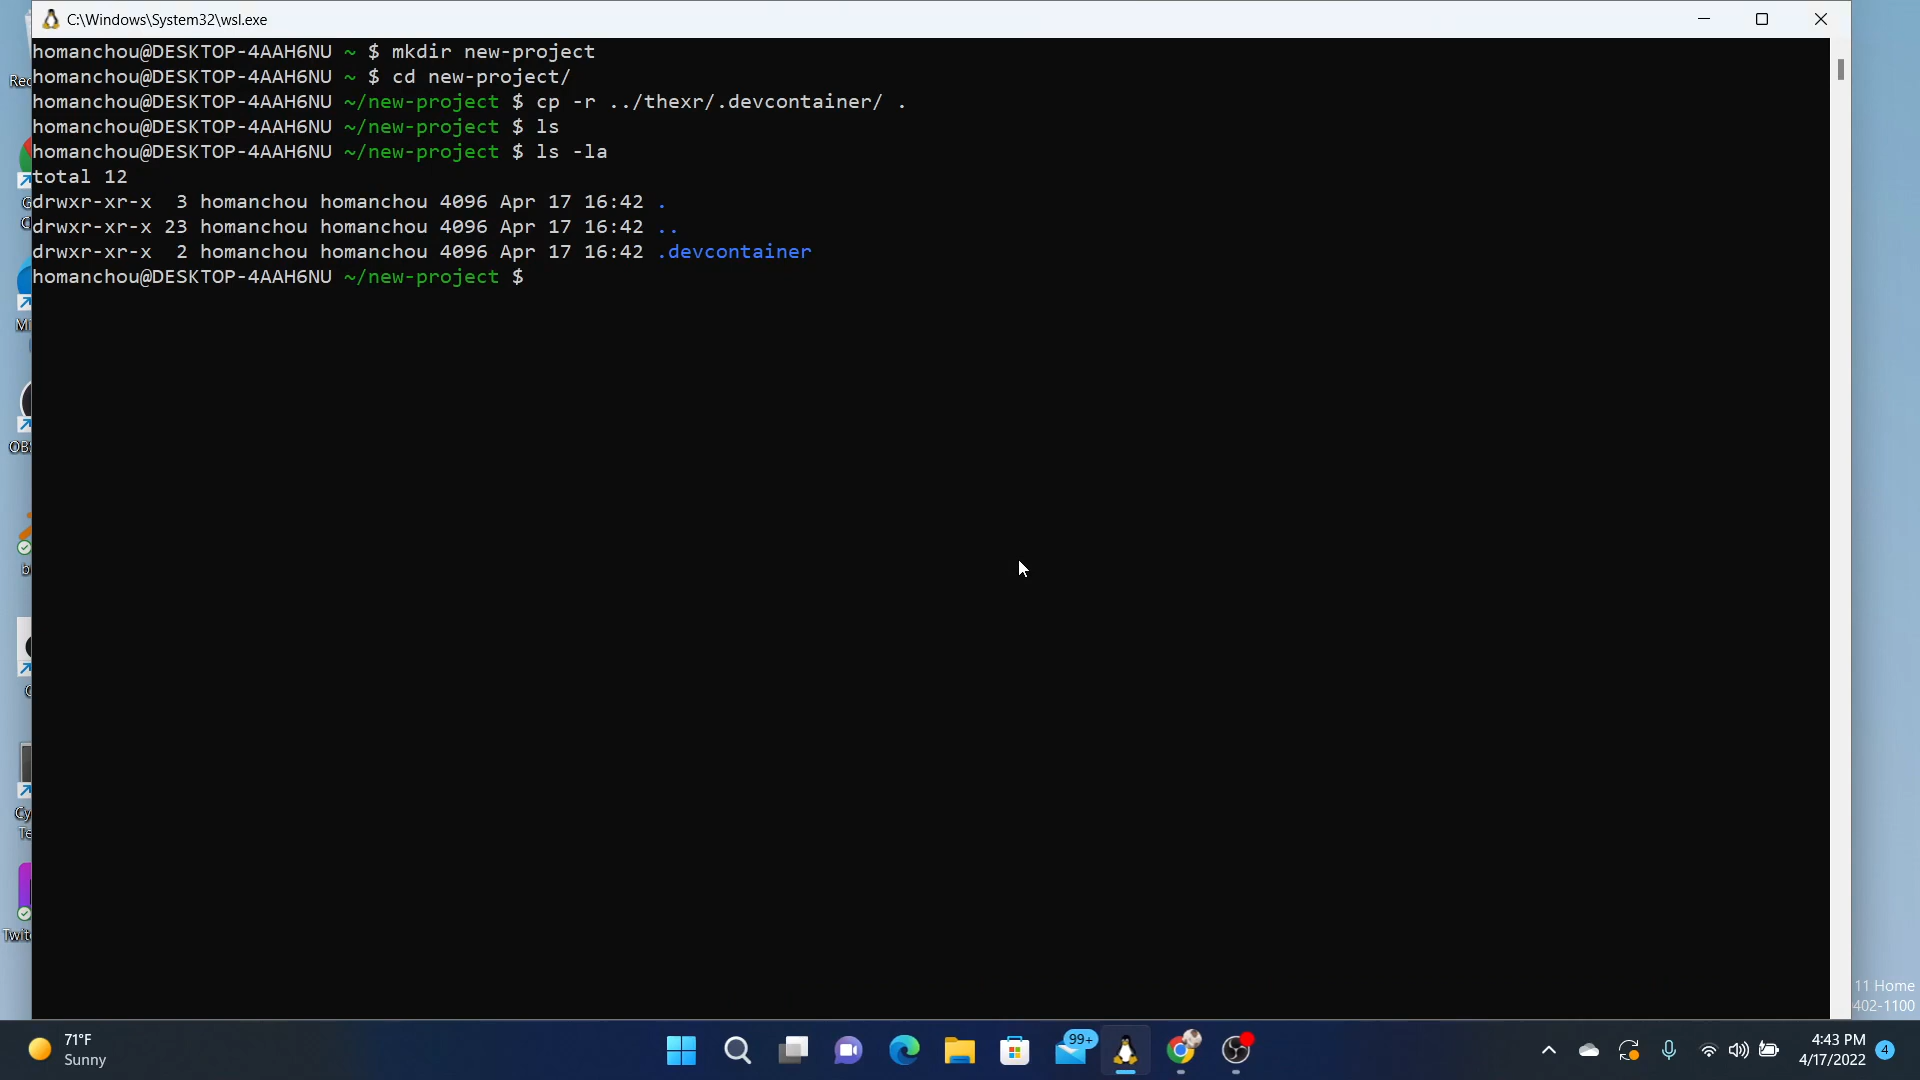 C:\Windows\System32\wsl.exe
homanchou@DESKTOP-4AAH6NU ~ $ mkdir new-project
homanchou@DESKTOP-4AAH6NU ~ $ cd new-project/
homanchou@DESKTOP-4AAH6NU ~/new-project $ cp -r ../thexr/.devcontainer/ .
homanchou@DESKTOP-4AAH6NU ~/new-project $ ls
homanchou@DESKTOP-4AAH6NU ~/new-project $ ls -la
total 12
drwxr-xr-x  3 homanchou homanchou 4096 Apr 17 16:42 .
drwxr-xr-x 23 homanchou homanchou 4096 Apr 17 16:42 ..
drwxr-xr-x  2 homanchou homanchou 4096 Apr 17 16:42 .devcontainer
homanchou@DESKTOP-4AAH6NU ~/new-project $
11 Home
402-1100
71°F
Sunny
99+
4:43 PM
4/17/2022
4